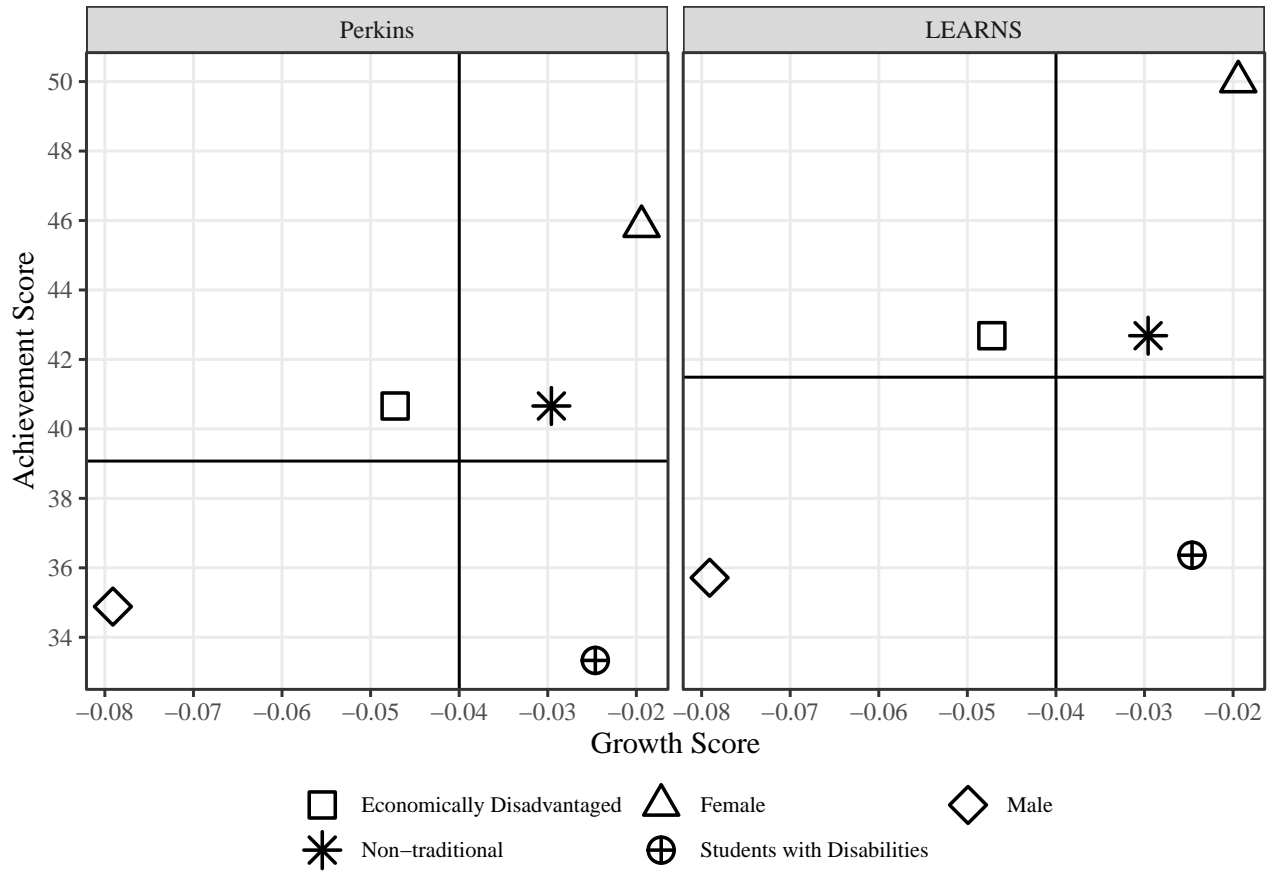 Perkins LEARNS
50
48
46
44
42
40
38
36
34
Achievement Score
−0.08 −0.07 −0.06 −0.05 −0.04 −0.03 −0.02 −0.08 −0.07 −0.06 −0.05 −0.04 −0.03 −0.02
Growth Score
Economically Disadvantaged Female Male
Non−traditional Students with Disabilities